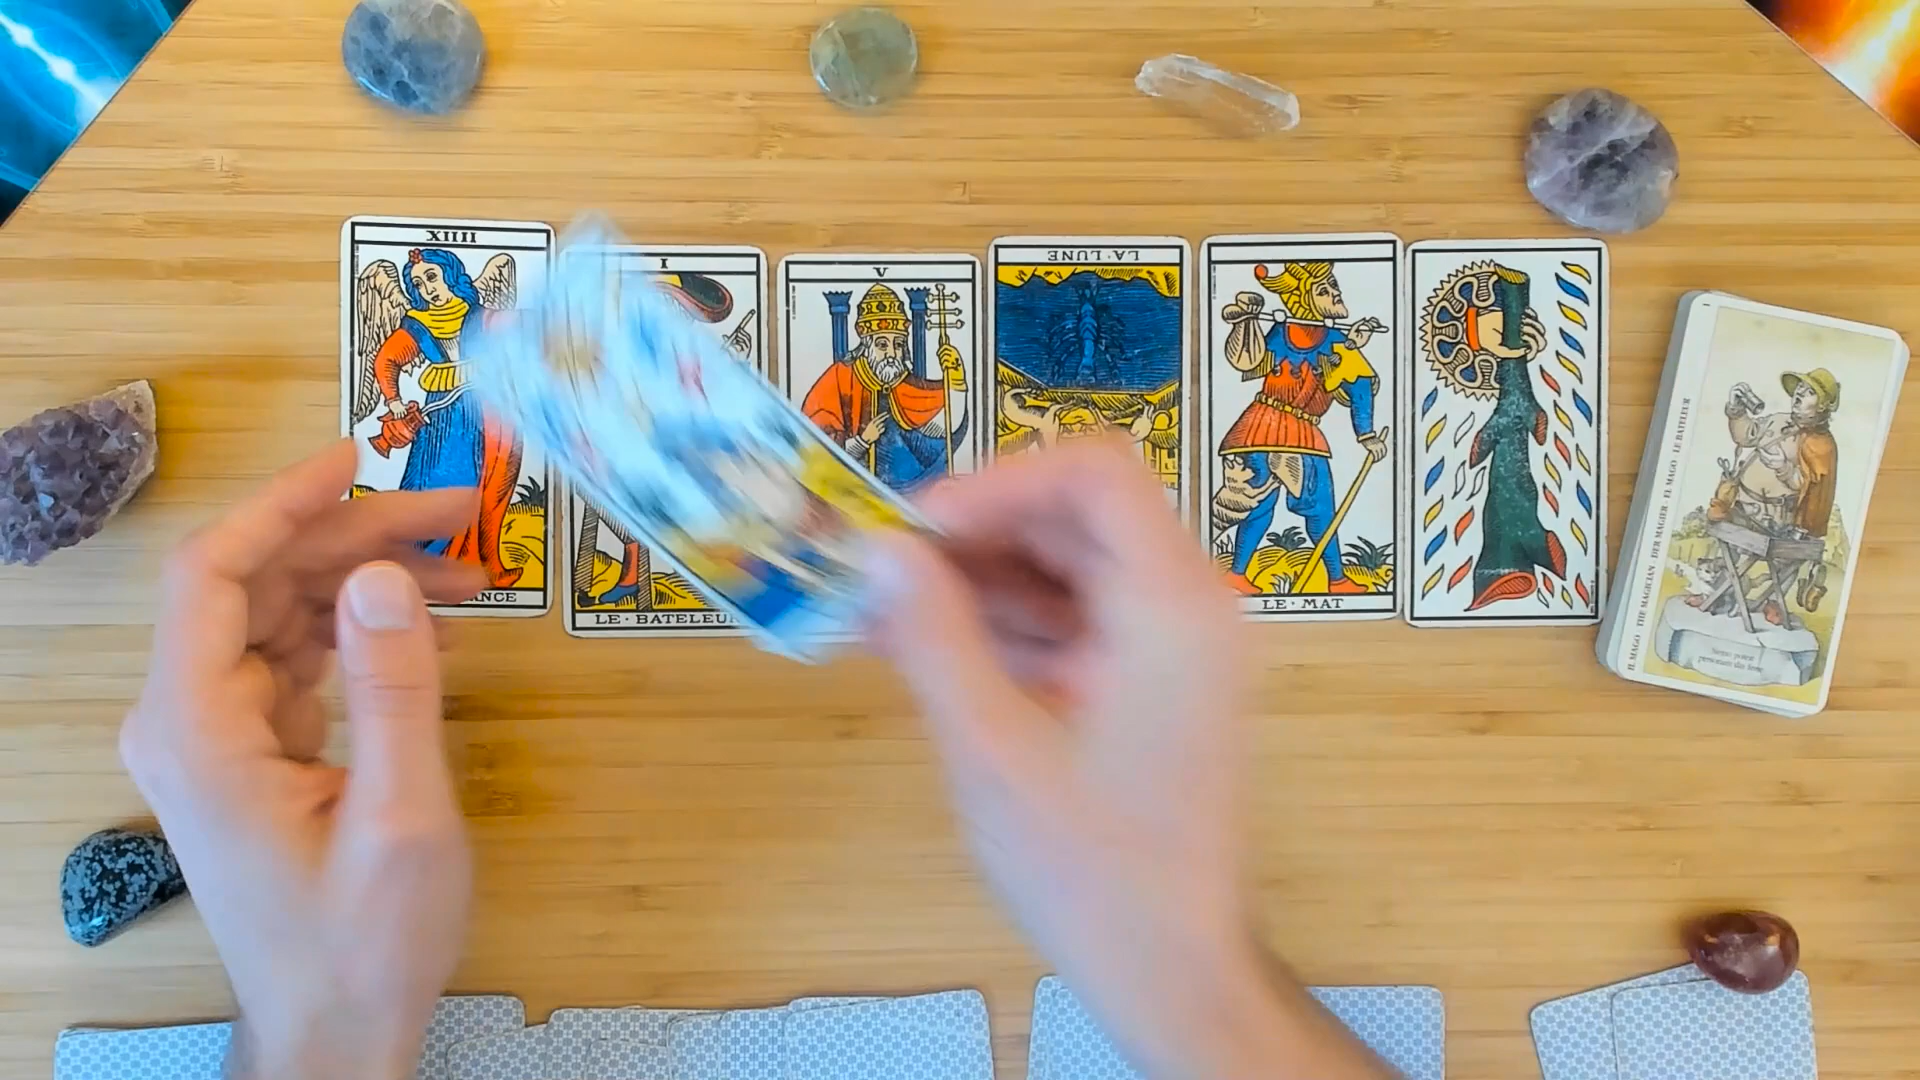 XIIII
I
V
LA·LUNE
ANCE
LE·BATELEUR
LE·MAT
IL MAGO · THE MAGICIAN · DER MAGIER · EL MAGO · LE BATELEUR